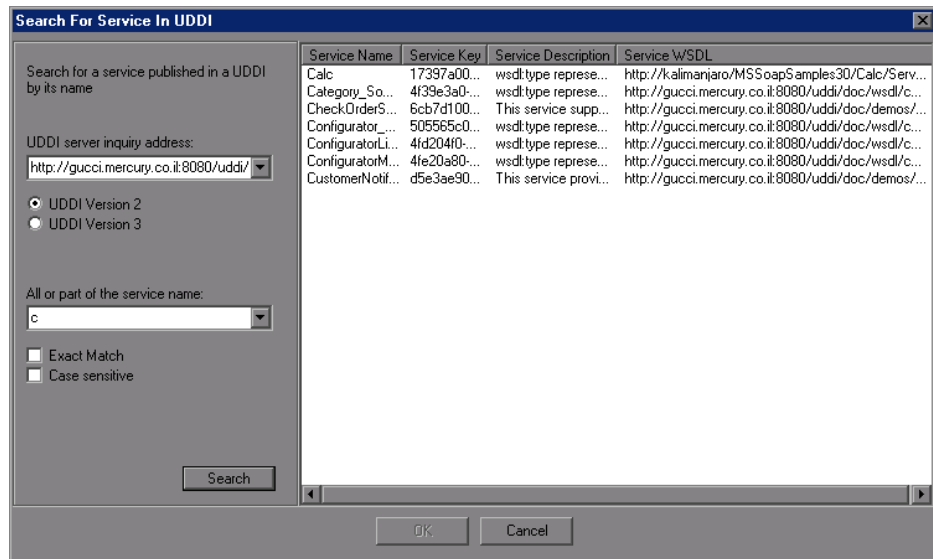 Search For Service In UDDI
Search for a service published in a UDDI
by its name
UDDI server inquiry address:
http://gucci.mercury.co.il:8080/uddi/
UDDI Version 2
UDDI Version 3
All or part of the service name:
c
Exact Match
Case sensitive
Search
Service Name Service Key Service Description Service WSDL
Calc 17397a00... wsdl:type represe... http://kalimanjaro/MSSoapSamples30/Calc/Serv...
Category_So... 4f39e3a0-... wsdl:type represe... http://gucci.mercury.co.il:8080/uddi/doc/wsdl/c...
CheckOrderS... 6cb7d100... This service supp... http://gucci.mercury.co.il:8080/uddi/doc/demos/...
Configurator_... 505565c0... wsdl:type represe... http://gucci.mercury.co.il:8080/uddi/doc/wsdl/c...
ConfiguratorLi... 4fd204f0-... wsdl:type represe... http://gucci.mercury.co.il:8080/uddi/doc/wsdl/c...
ConfiguratorM... 4fe20a80-... wsdl:type represe... http://gucci.mercury.co.il:8080/uddi/doc/wsdl/c...
CustomerNotif... d5e3ae90... This service provi... http://gucci.mercury.co.il:8080/uddi/doc/demos/...
OK Cancel